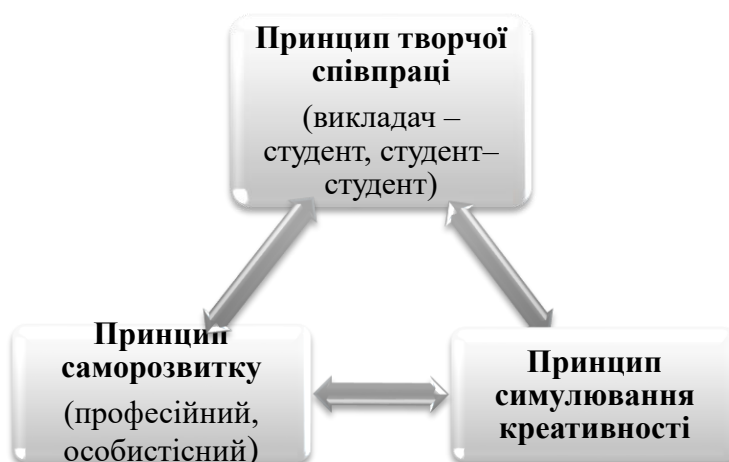 Принцип творчої
співпраці
(викладач –
студент, студент–
студент)
Принцип
саморозвитку
(професійний,
особистісний)
Принцип
симулювання
креативності